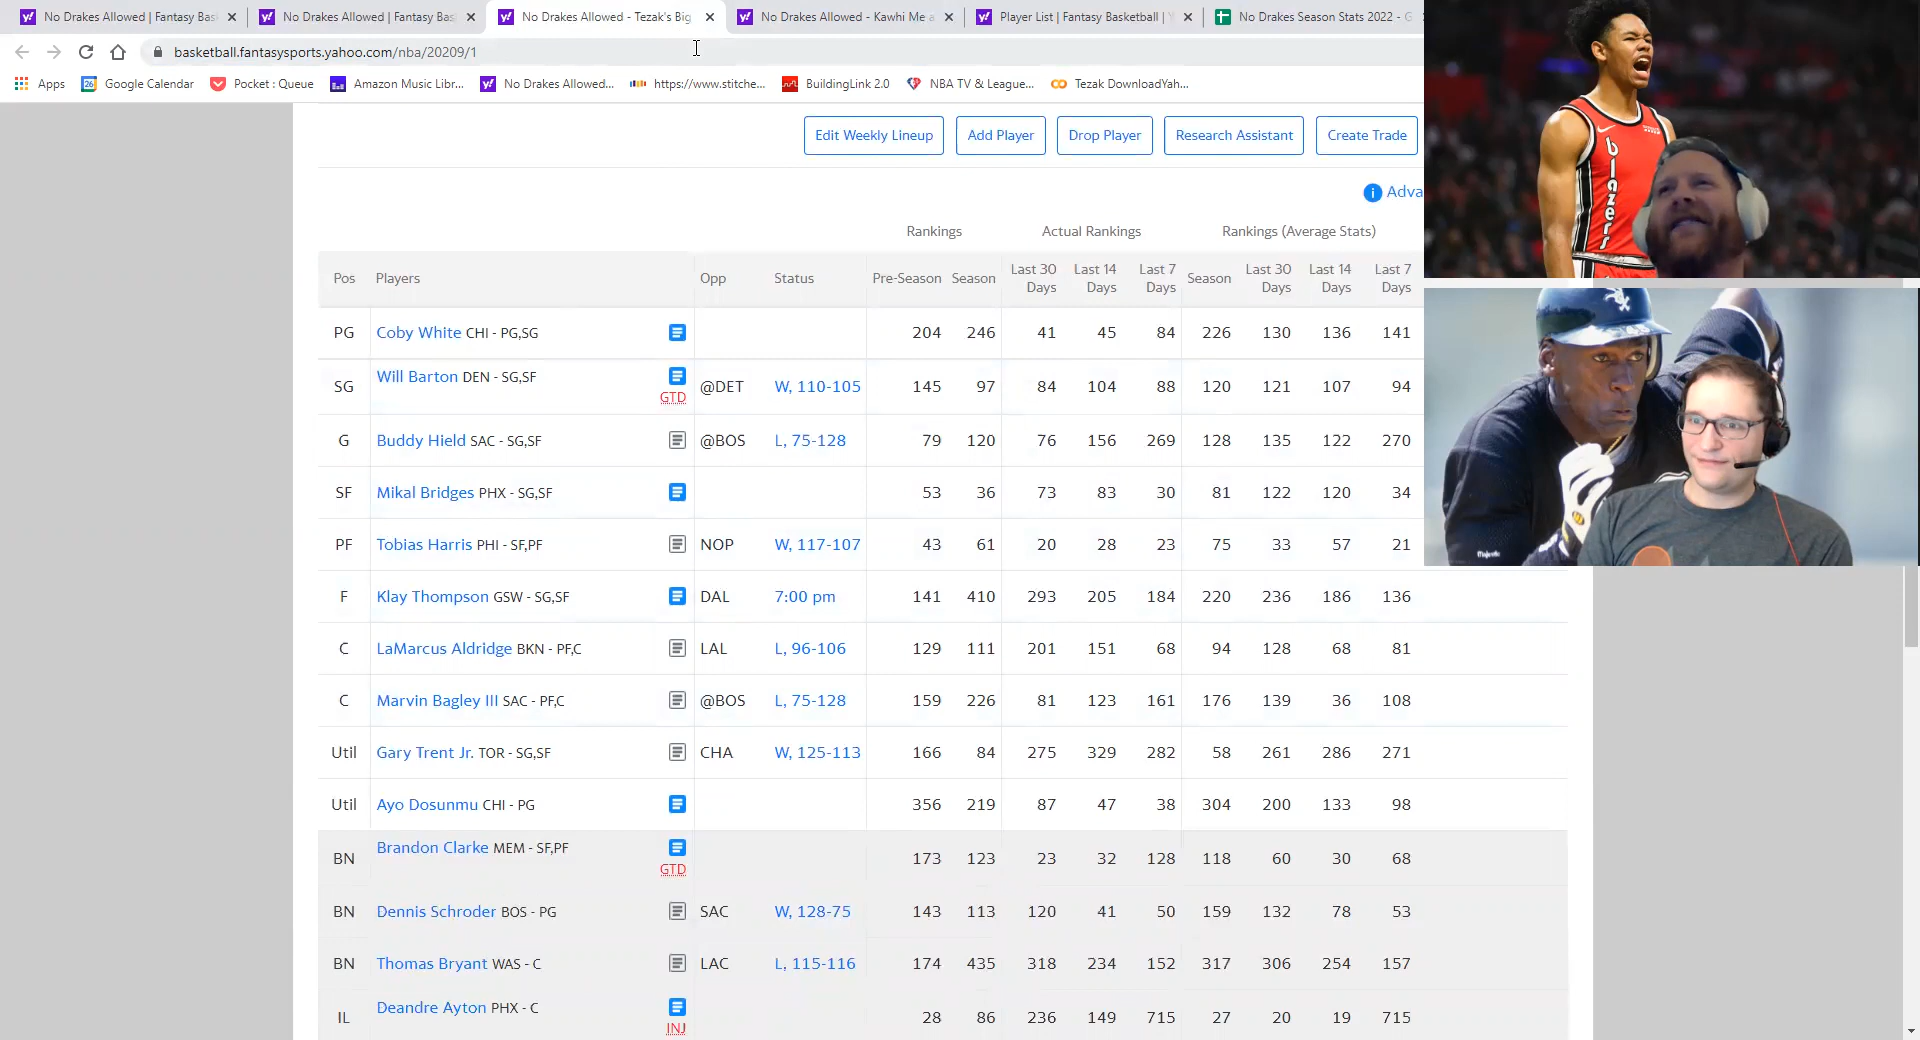 No Drakes Allowed | Fantasy Bas No Drakes Allowed | Fantasy Bas No Drakes Allowed - Tezak's Big No Drakes Allowed - Kawhi Me a Player List | Fantasy Basketball | Y No Drakes Season Stats 2022 - G
basketball.fantasysports.yahoo.com/nba/20209/1
Apps Google Calendar Pocket : Queue Amazon Music Libr... No Drakes Allowed... https://www.stitche... BuildingLink 2.0 NBA TV & League... Tezak DownloadYah...
Edit Weekly Lineup Add Player Drop Player Research Assistant Create Trade
Adva
Rankings Actual Rankings Rankings (Average Stats)
Pos Players Opp Status Pre-Season Season Last 30 Days Last 14 Days Last 7 Days Season Last 30 Days Last 14 Days Last 7 Days
PG Coby White CHI - PG,SG 204 246 41 45 84 226 130 136 141
SG Will Barton DEN - SG,SF GTD @DET W, 110-105 145 97 84 104 88 120 121 107 94
G Buddy Hield SAC - SG,SF @BOS L, 75-128 79 120 76 156 269 128 135 122 270
SF Mikal Bridges PHX - SG,SF 53 36 73 83 30 81 122 120 34
PF Tobias Harris PHI - SF,PF NOP W, 117-107 43 61 20 28 23 75 33 57 21
F Klay Thompson GSW - SG,SF DAL 7:00 pm 141 410 293 205 184 220 236 186 136
C LaMarcus Aldridge BKN - PF,C LAL L, 96-106 129 111 201 151 68 94 128 68 81
C Marvin Bagley III SAC - PF,C @BOS L, 75-128 159 226 81 123 161 176 139 36 108
Util Gary Trent Jr. TOR - SG,SF CHA W, 125-113 166 84 275 329 282 58 261 286 271
Util Ayo Dosunmu CHI - PG 356 219 87 47 38 304 200 133 98
BN Brandon Clarke MEM - SF,PF GTD 173 123 23 32 128 118 60 30 68
BN Dennis Schroder BOS - PG SAC W, 128-75 143 113 120 41 50 159 132 78 53
BN Thomas Bryant WAS - C LAC L, 115-116 174 435 318 234 152 317 306 254 157
IL Deandre Ayton PHX - C INJ 28 86 236 149 715 27 20 19 715
blazers
Majestic